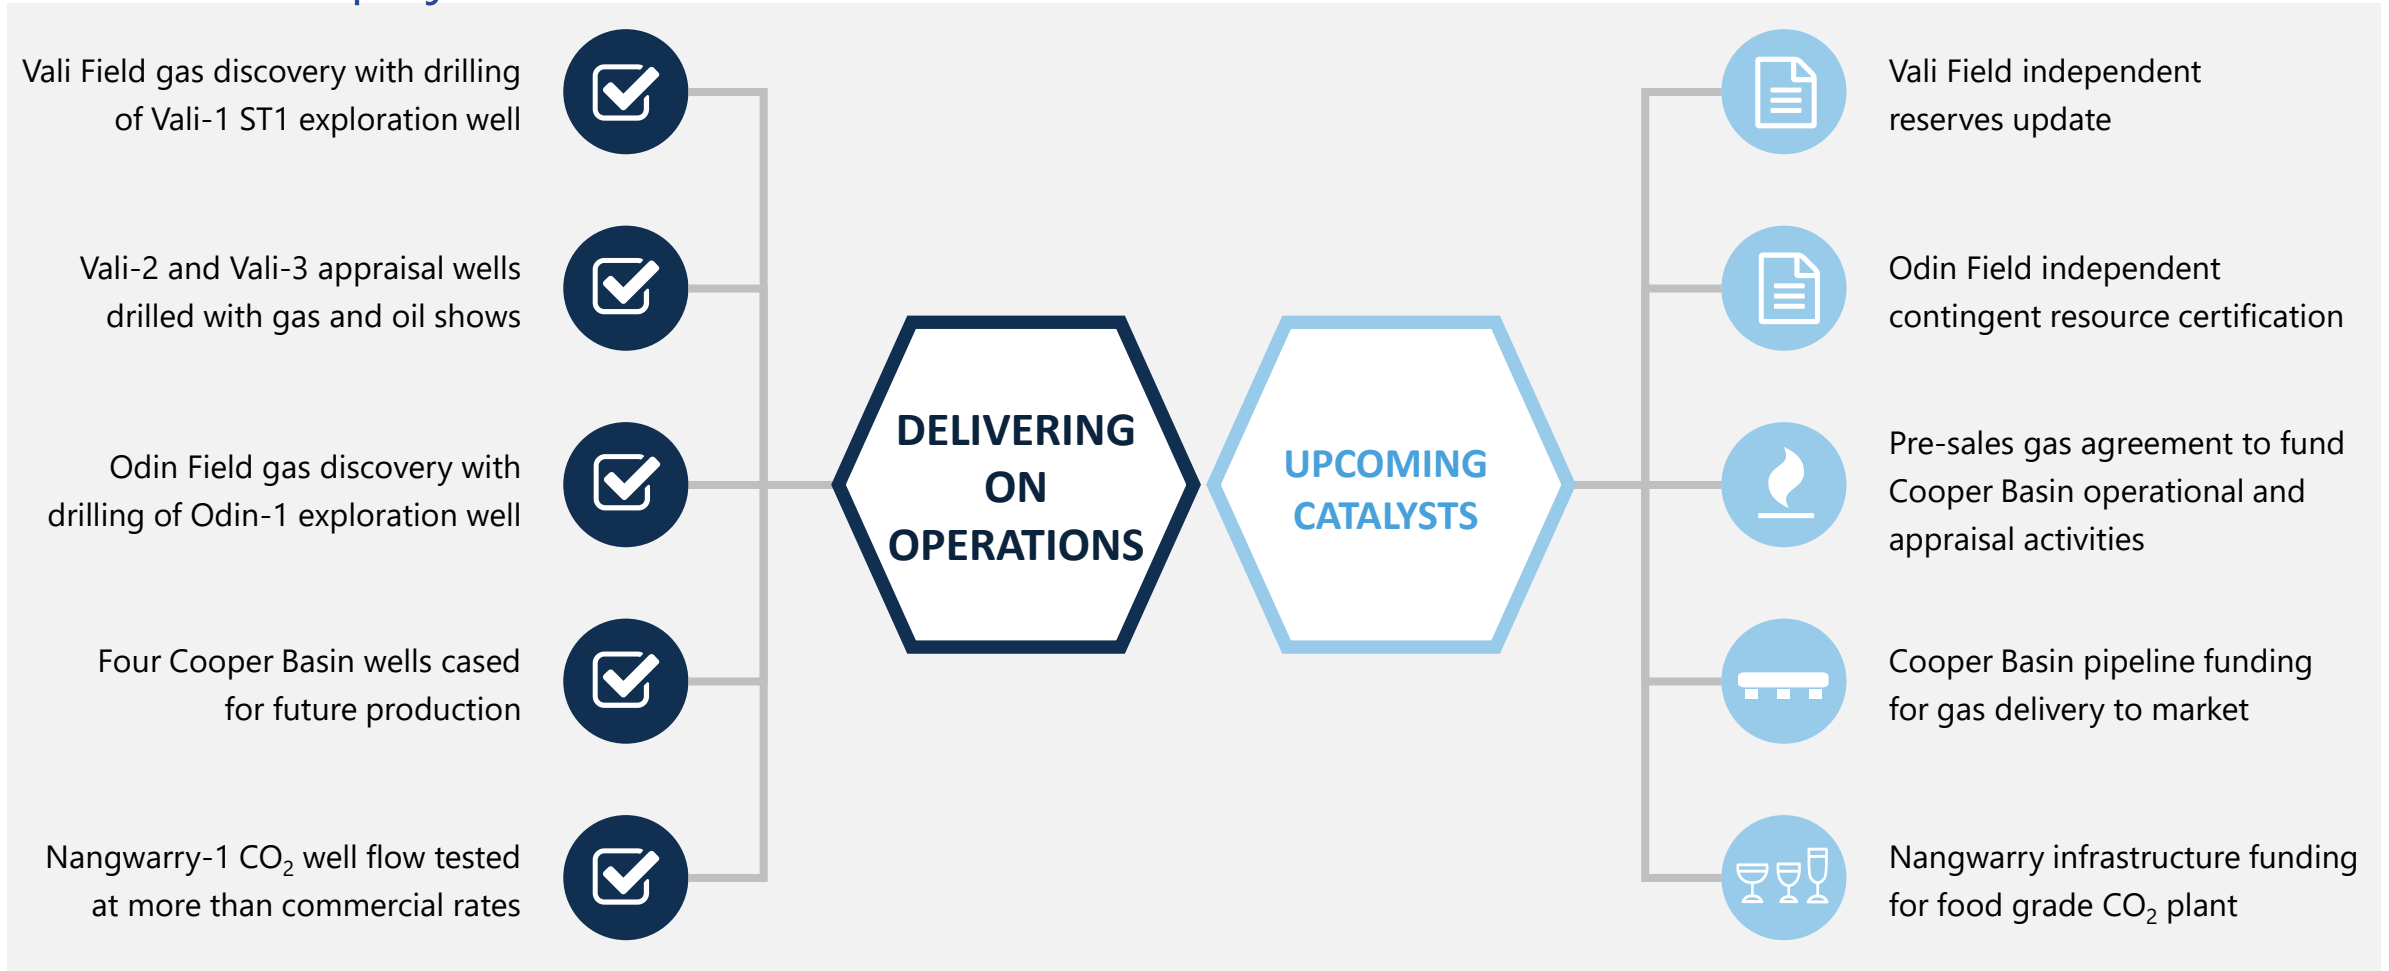 Vali Field gas discovery with drilling
of Vali-1 ST1 exploration well
Vali-2 and Vali-3 appraisal wells
drilled with gas and oil shows
Odin Field gas discovery with
drilling of Odin-1 exploration well
Four Cooper Basin wells cased
for future production
Nangwarry-1 CO₂ well flow tested
at more than commercial rates
DELIVERING
ON
OPERATIONS
UPCOMING
CATALYSTS
Vali Field independent
reserves update
Odin Field independent
contingent resource certification
Pre-sales gas agreement to fund
Cooper Basin operational and
appraisal activities
Cooper Basin pipeline funding
for gas delivery to market
Nangwarry infrastructure funding
for food grade CO₂ plant